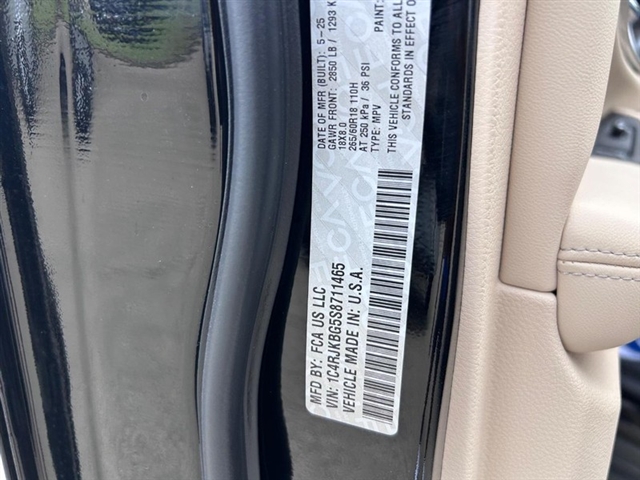 MFD BY: FCA US LLC
DATE OF MFR (BUILT): 5-25
GAWR FRONT: 2850 LB / 1293 K
18X8.0
265/60R18 110H
AT 250 kPa / 36 PSI
TYPE: MPV
VIN: 1C4RJKBG5S8711465
VEHICLE MADE IN: U.S.A.
PAINT:
THIS VEHICLE CONFORMS TO ALL
STANDARDS IN EFFECT O